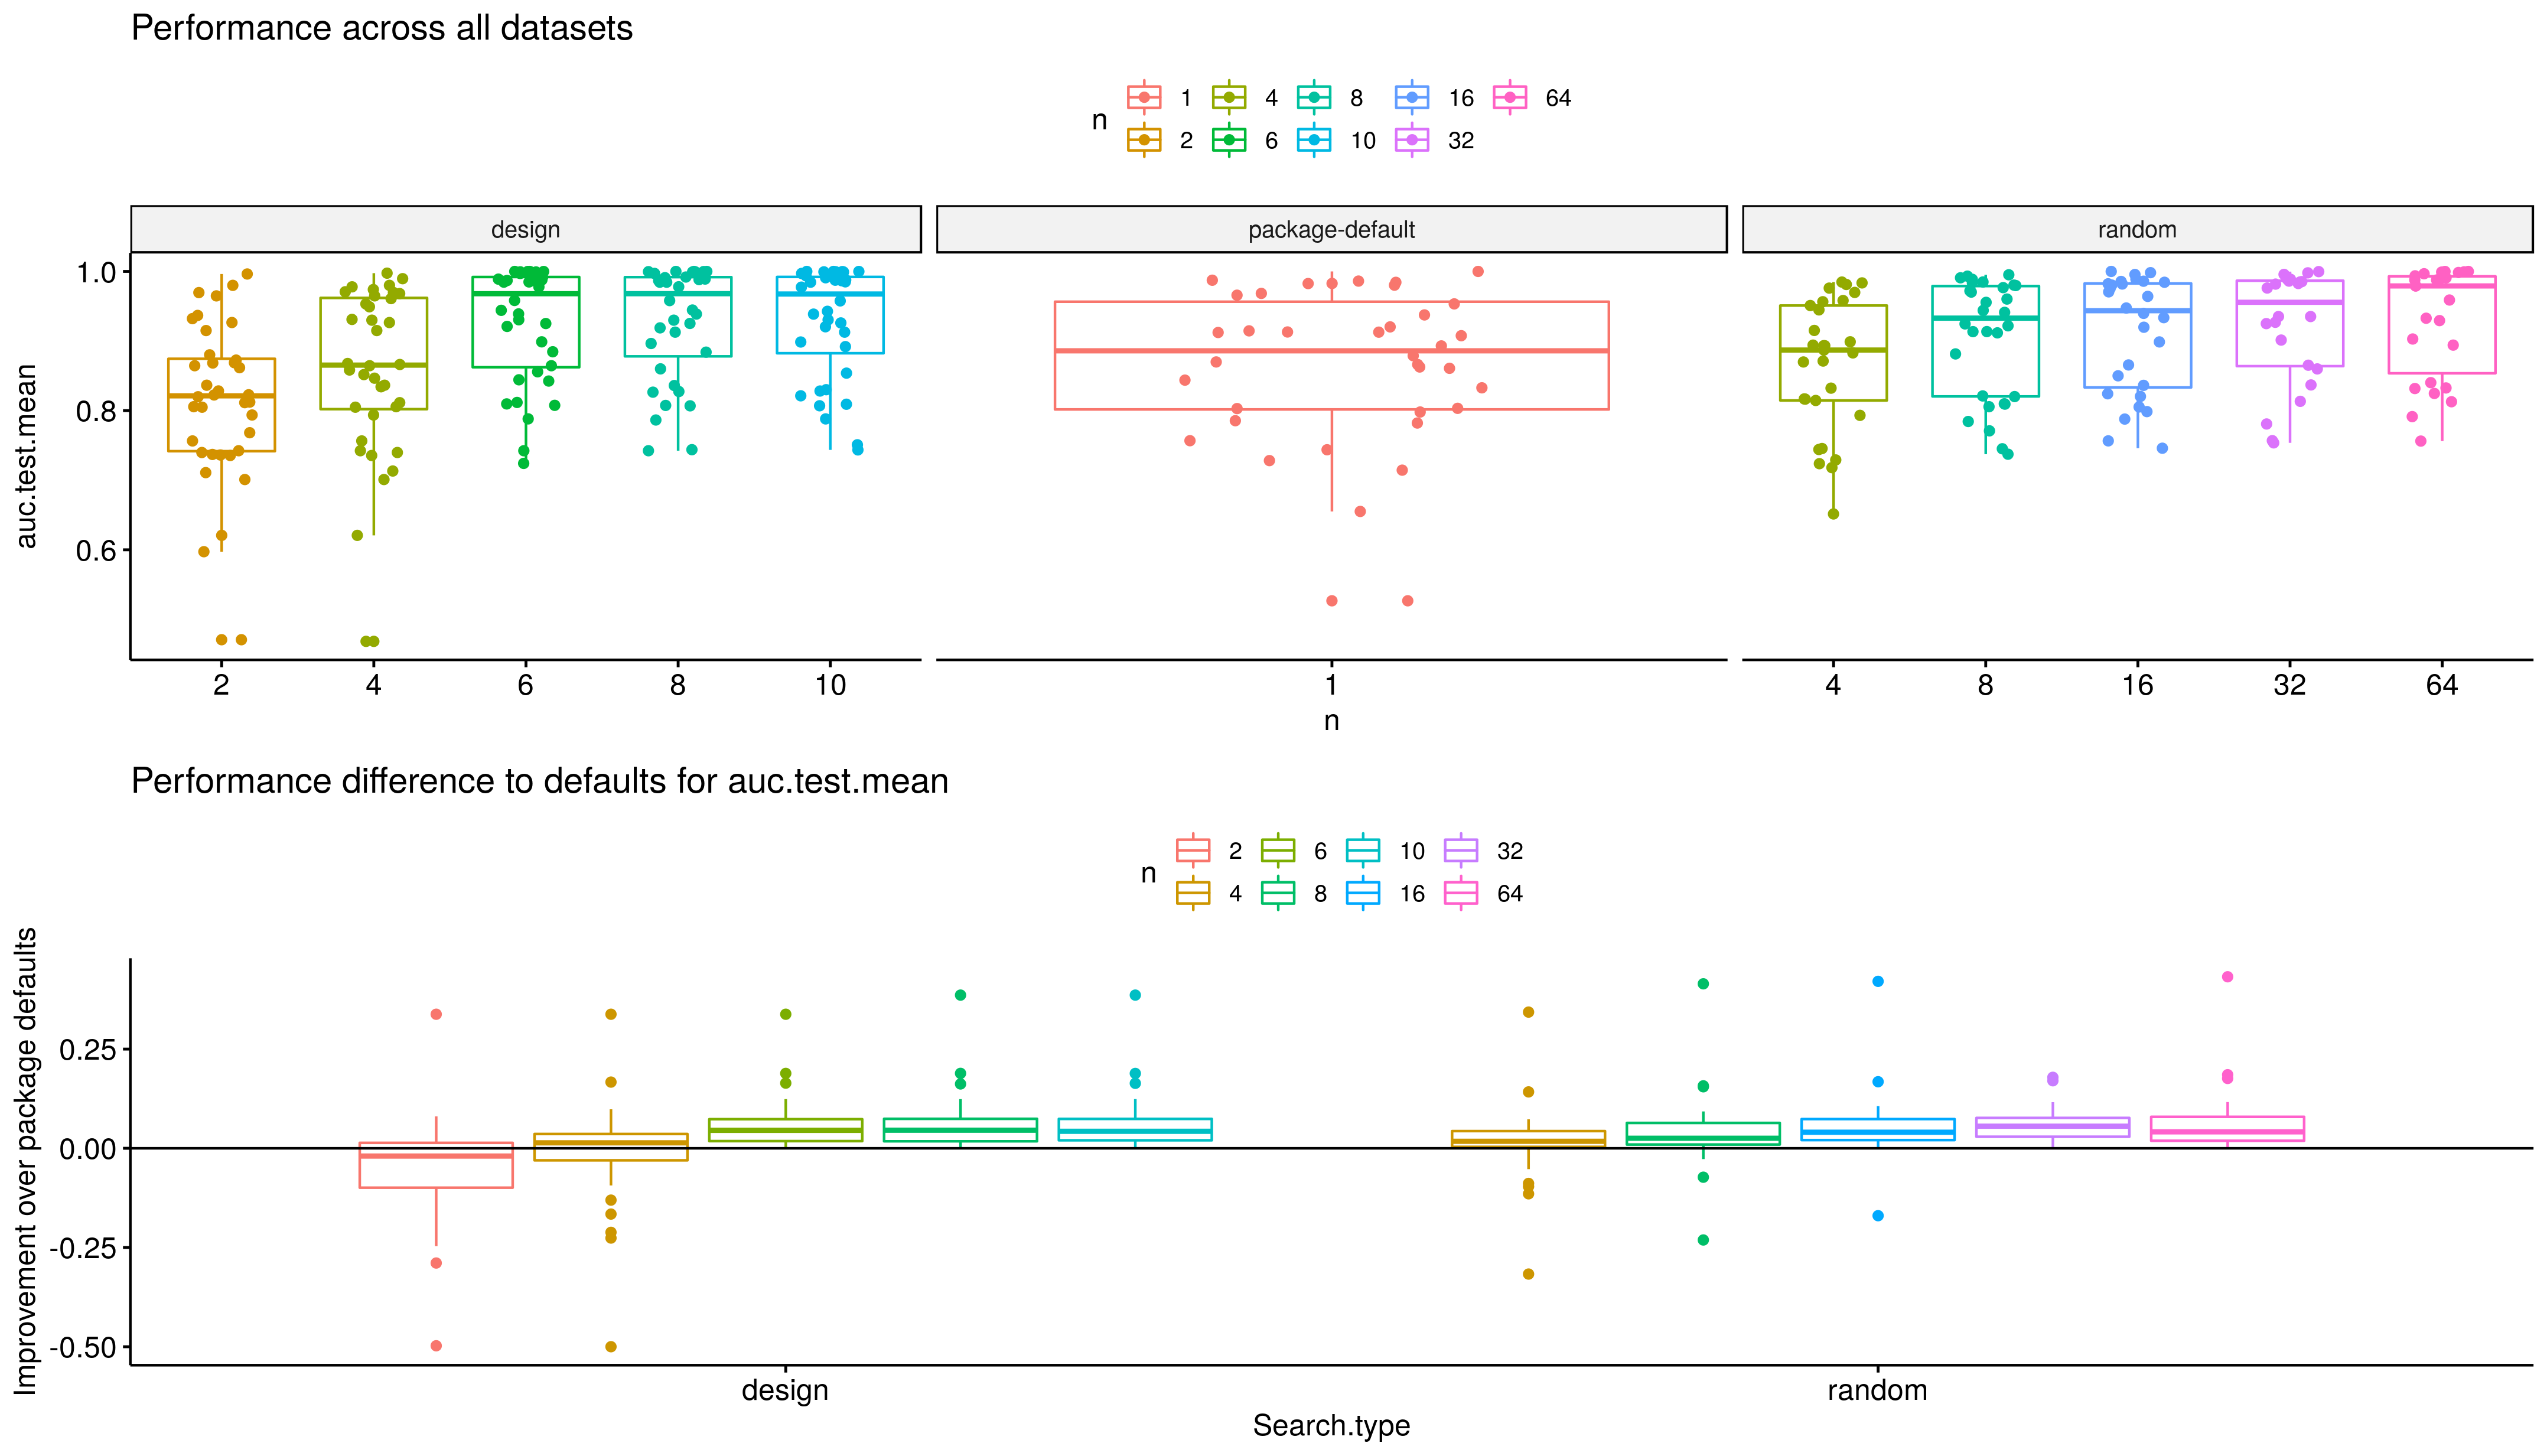 Performance across all datasets
n
1 4 8 16 64
2 6 10 32
design package-default random
auc.test.mean
1.0
0.8
0.6
2 4 6 8 10 1 4 8 16 32 64
n
Performance difference to defaults for auc.test.mean
n
2 6 10 32
4 8 16 64
Improvement over package defaults
0.25
0.00
-0.25
-0.50
design random
Search.type